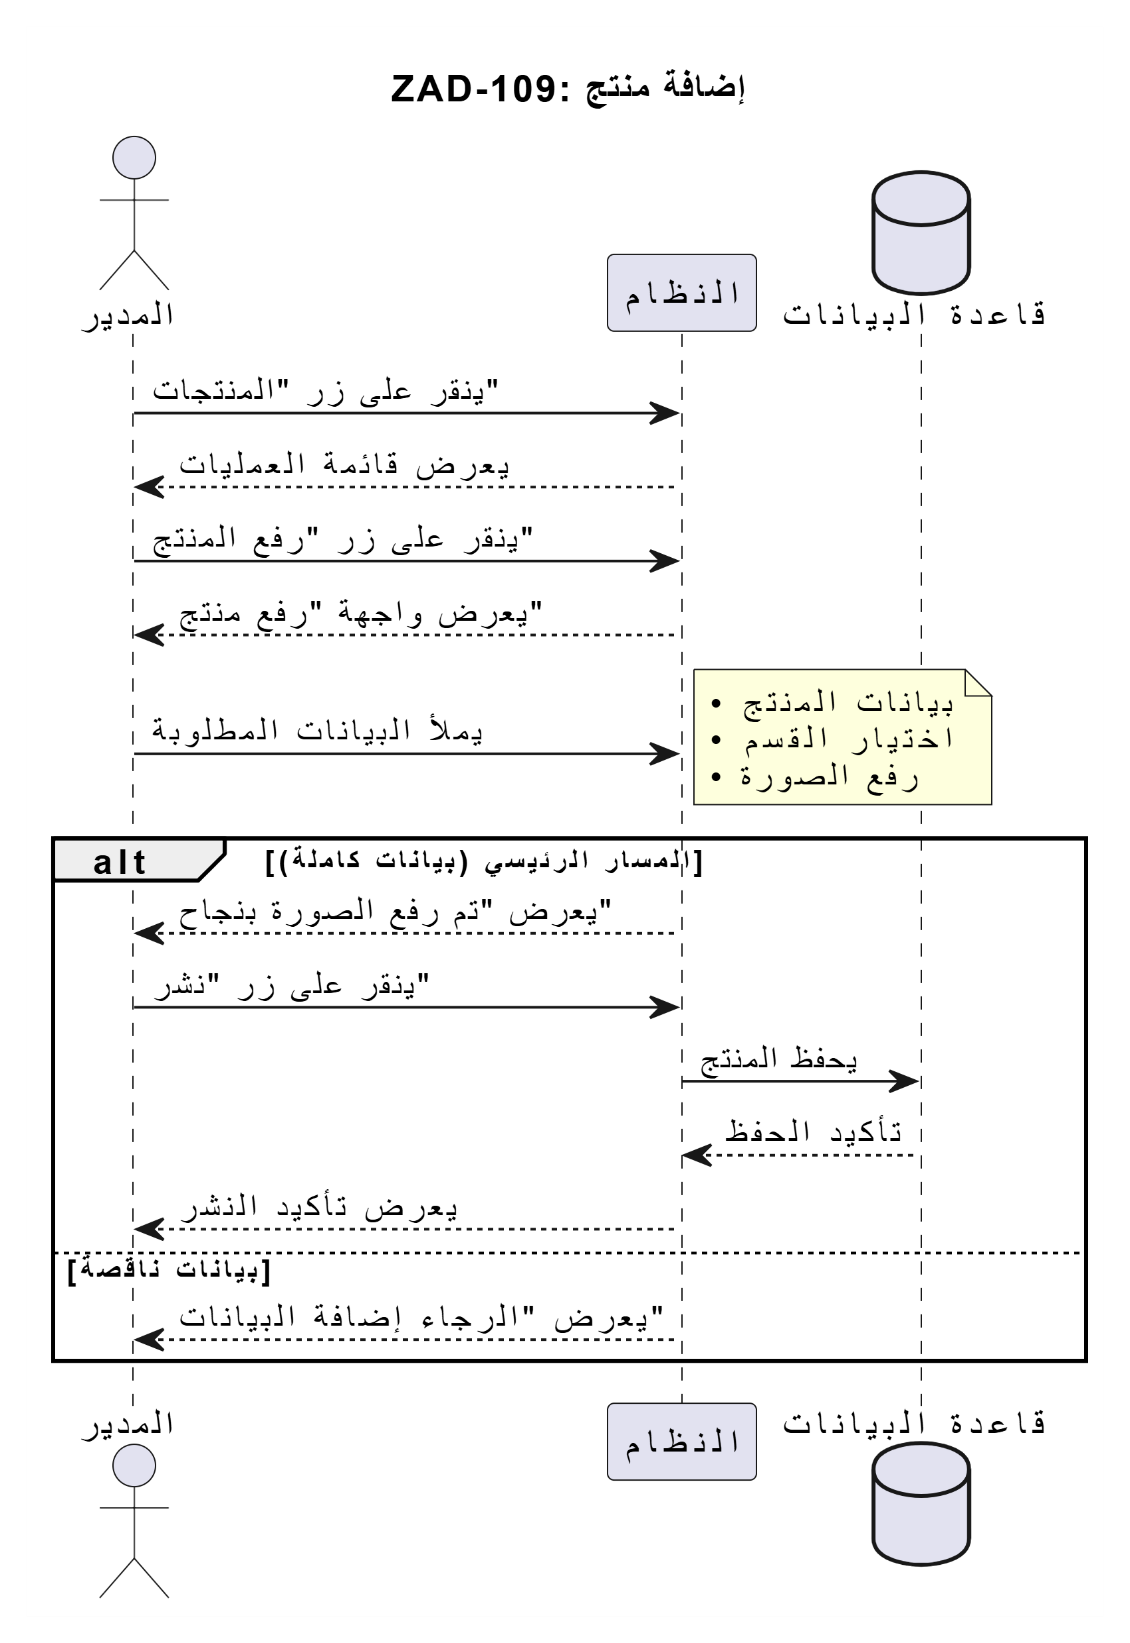 ZAD-109: إضافة منتج
المدير
النظام
قاعدة البيانات
ينقر على زر "المنتجات"
يعرض قائمة العمليات
ينقر على زر "رفع المنتج"
يعرض واجهة "رفع منتج"
• بيانات المنتج
• اختيار القسم
• رفع الصورة
يملأ البيانات المطلوبة
alt
[المسار الرئيسي (بيانات كاملة)]
يعرض "تم رفع الصورة بنجاح"
ينقر على زر "نشر"
يحفظ المنتج
تأكيد الحفظ
يعرض تأكيد النشر
[بيانات ناقصة]
يعرض "الرجاء إضافة البيانات"
المدير
النظام
قاعدة البيانات